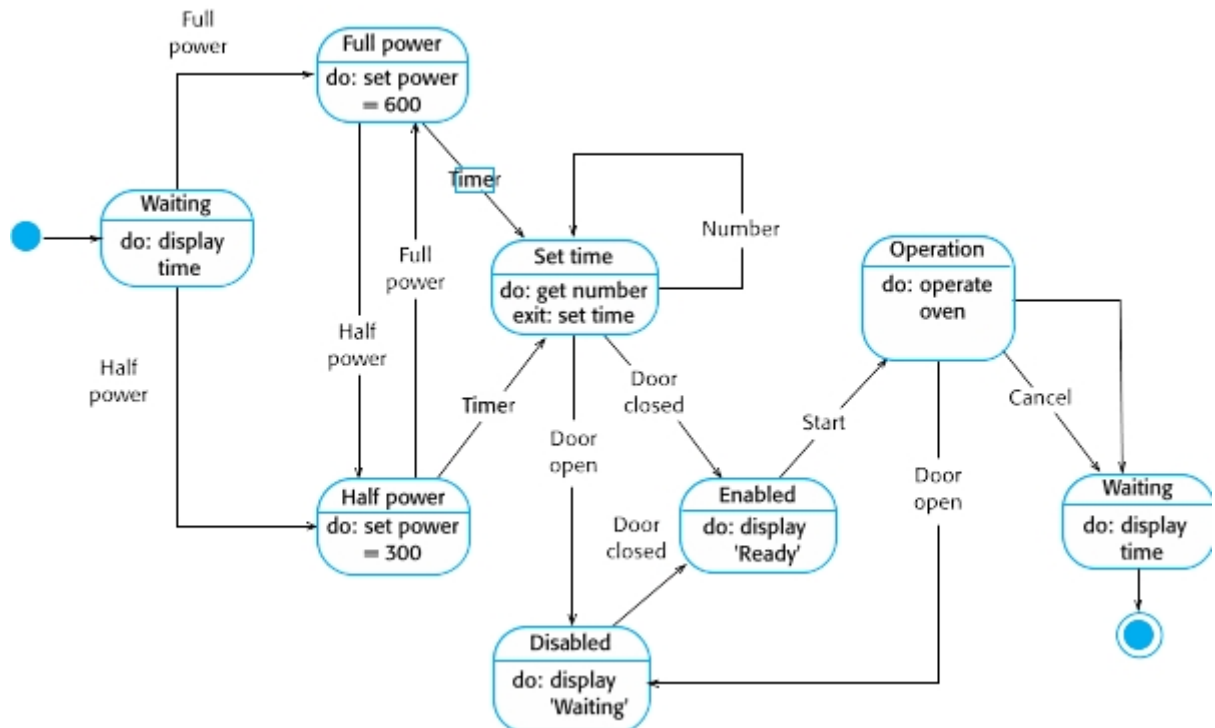 Full
power
Full power
do: set power
= 600
Timer
Waiting
do: display
time
Full
power
Half
power
Half
power
Number
Set time
do: get number
exit: set time
Operation
do: operate
oven
Timer
Door
closed
Door
open
Start
Cancel
Door
open
Half power
do: set power
= 300
Door
closed
Enabled
do: display
'Ready'
Waiting
do: display
time
Disabled
do: display
'Waiting'